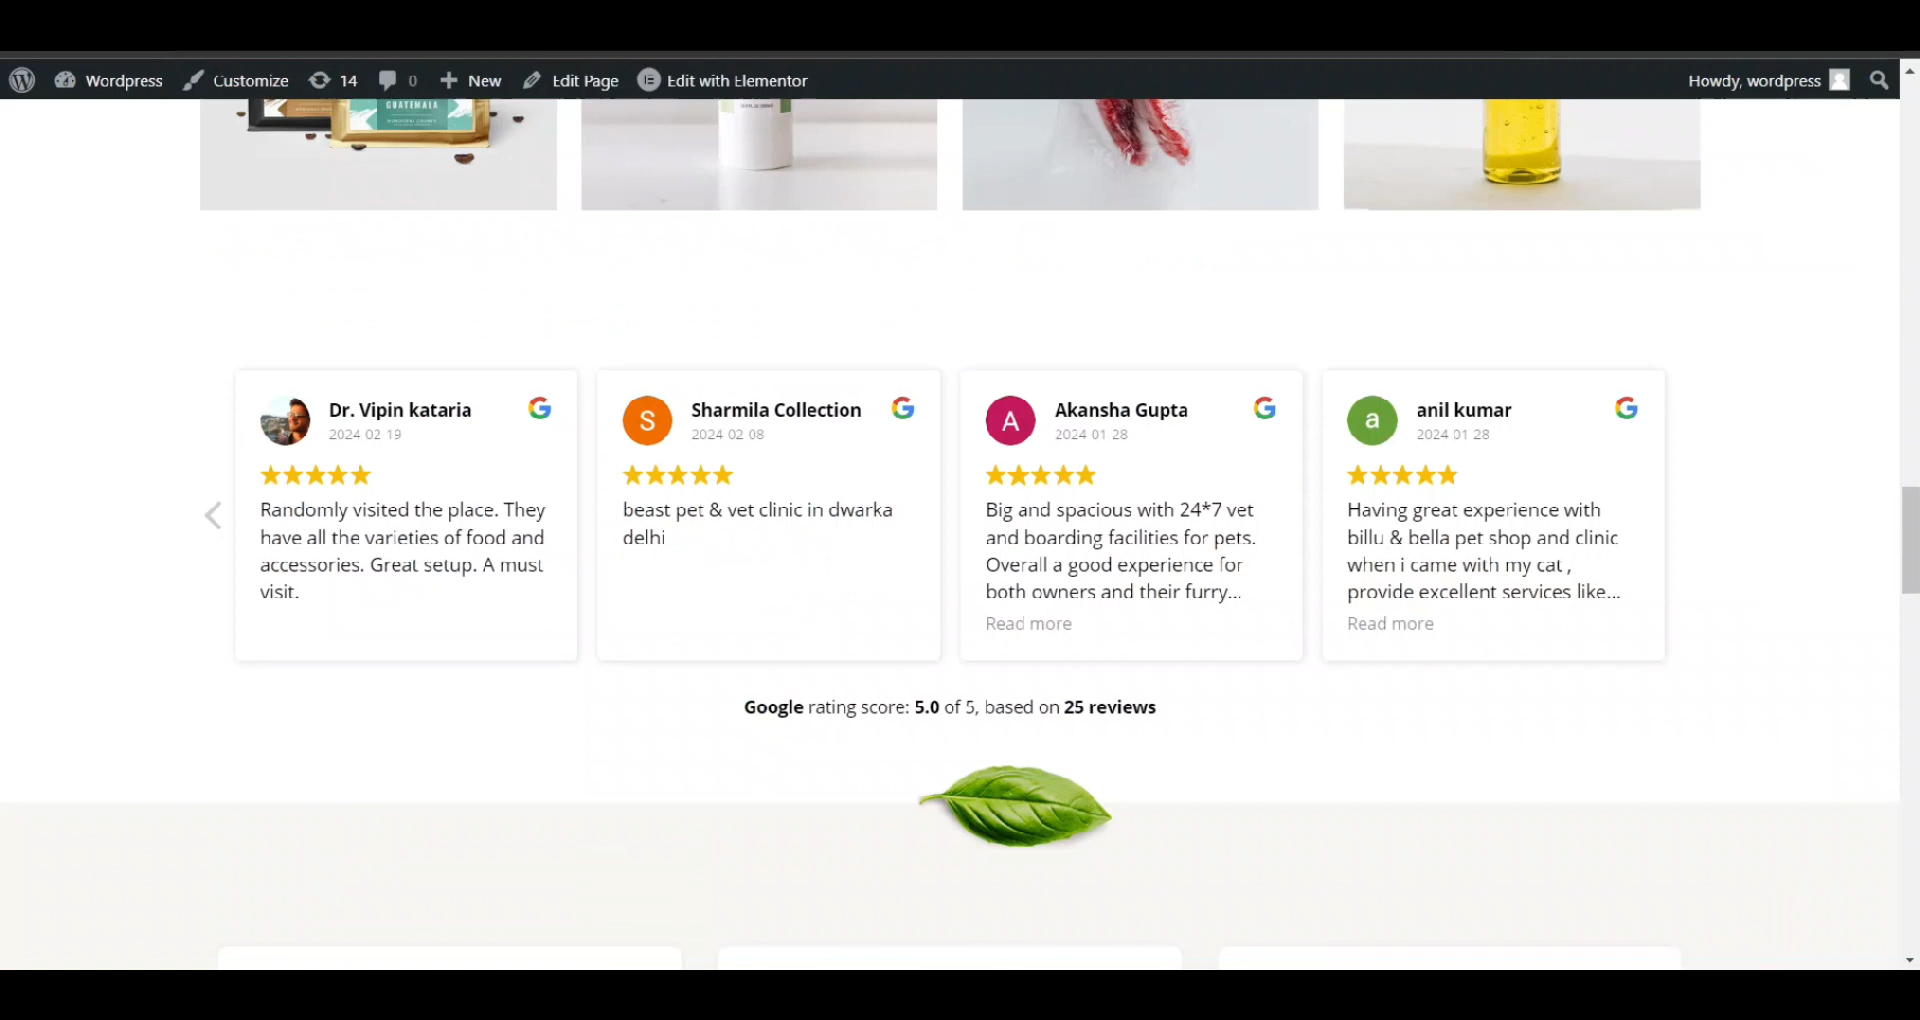 Wordpress
Customize
14
0
New
Edit Page
Edit with Elementor
Howdy, wordpress
GUATEMALA
Dr. Vipin kataria
2024-02-19
Randomly visited the place. They
have all the varieties of food and
accessories. Great setup. A must
visit.
S
Sharmila Collection
2024-02-08
beast pet & vet clinic in dwarka
delhi
A
Akansha Gupta
2024-01-28
Big and spacious with 24*7 vet
and boarding facilities for pets.
Overall a good experience for
both owners and their furry...
Read more
a
anil kumar
2024-01-28
Having great experience with
billu & bella pet shop and clinic
when i came with my cat ,
provide excellent services like...
Read more
Google rating score: 5.0 of 5, based on 25 reviews